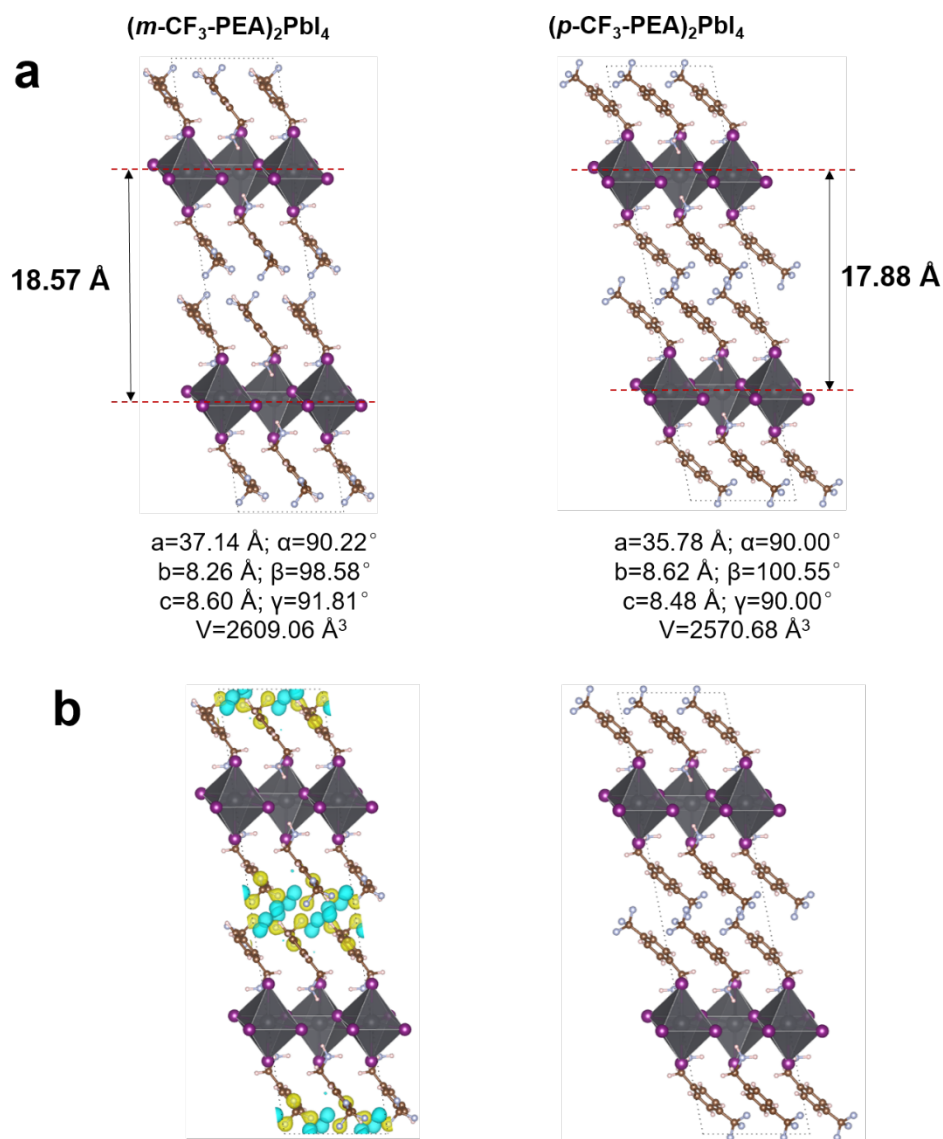 (m-CF₃-PEA)₂PbI₄
(p-CF₃-PEA)₂PbI₄
a
18.57 Å
17.88 Å
a=37.14 Å; α=90.22°
b=8.26 Å; β=98.58°
c=8.60 Å; γ=91.81°
V=2609.06 Å³
a=35.78 Å; α=90.00°
b=8.62 Å; β=100.55°
c=8.48 Å; γ=90.00°
V=2570.68 Å³
b